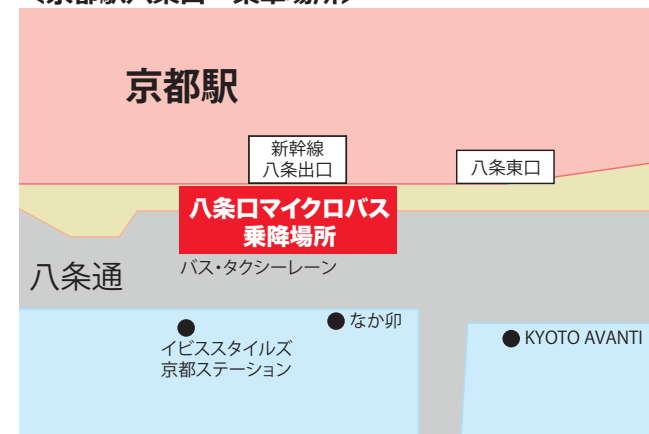 京都駅
新幹線
八条出口
八条東口
八条口マイクロバス
乗降場所
八条通
バス・タクシーレーン
なか卯
イビススタイルズ
京都ステーション
KYOTO AVANTI